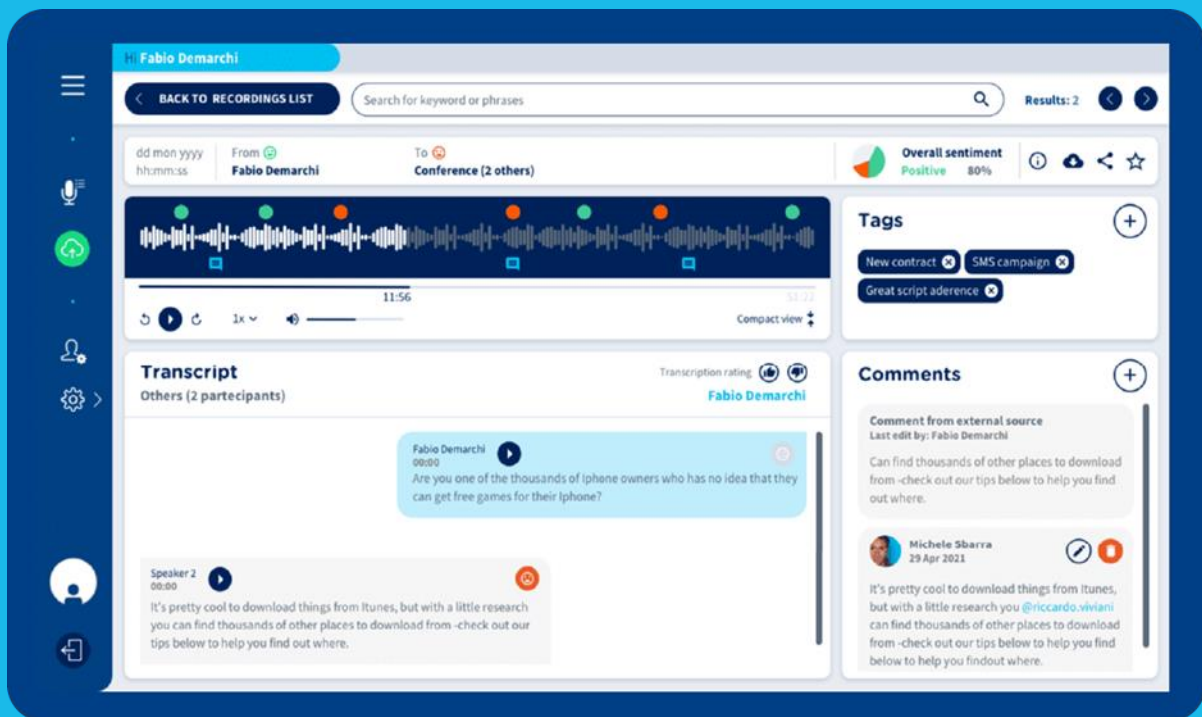 Hi Fabio Demarchi
BACK TO RECORDINGS LIST
Search for keyword or phrases
Results: 2
dd mon yyyy
hh:mm:ss
From
Fabio Demarchi
To
Conference (2 others)
Overall sentiment
Positive 80%
11:56
51:22
1x
Compact view
Tags
New contract
SMS campaign
Great script aderence
Transcript
Others (2 partecipants)
Transcription rating
Fabio Demarchi
Fabio Demarchi
00:00
Are you one of the thousands of Iphone owners who has no idea that they
can get free games for their Iphone?
Speaker 2
00:00
It's pretty cool to download things from Itunes, but with a little research
you can find thousands of other places to download from -check out our
tips below to help you find out where.
Comments
Comment from external source
Last edit by: Fabio Demarchi
Can find thousands of other places to download
from -check out our tips below to help you find
out where.
Michele Sbarra
29 Apr 2021
It's pretty cool to download things from Itunes,
but with a little research you @riccardo.viviani
can find thousands of other places to download
from -check out our tips below to help you find
below to help you findout where.